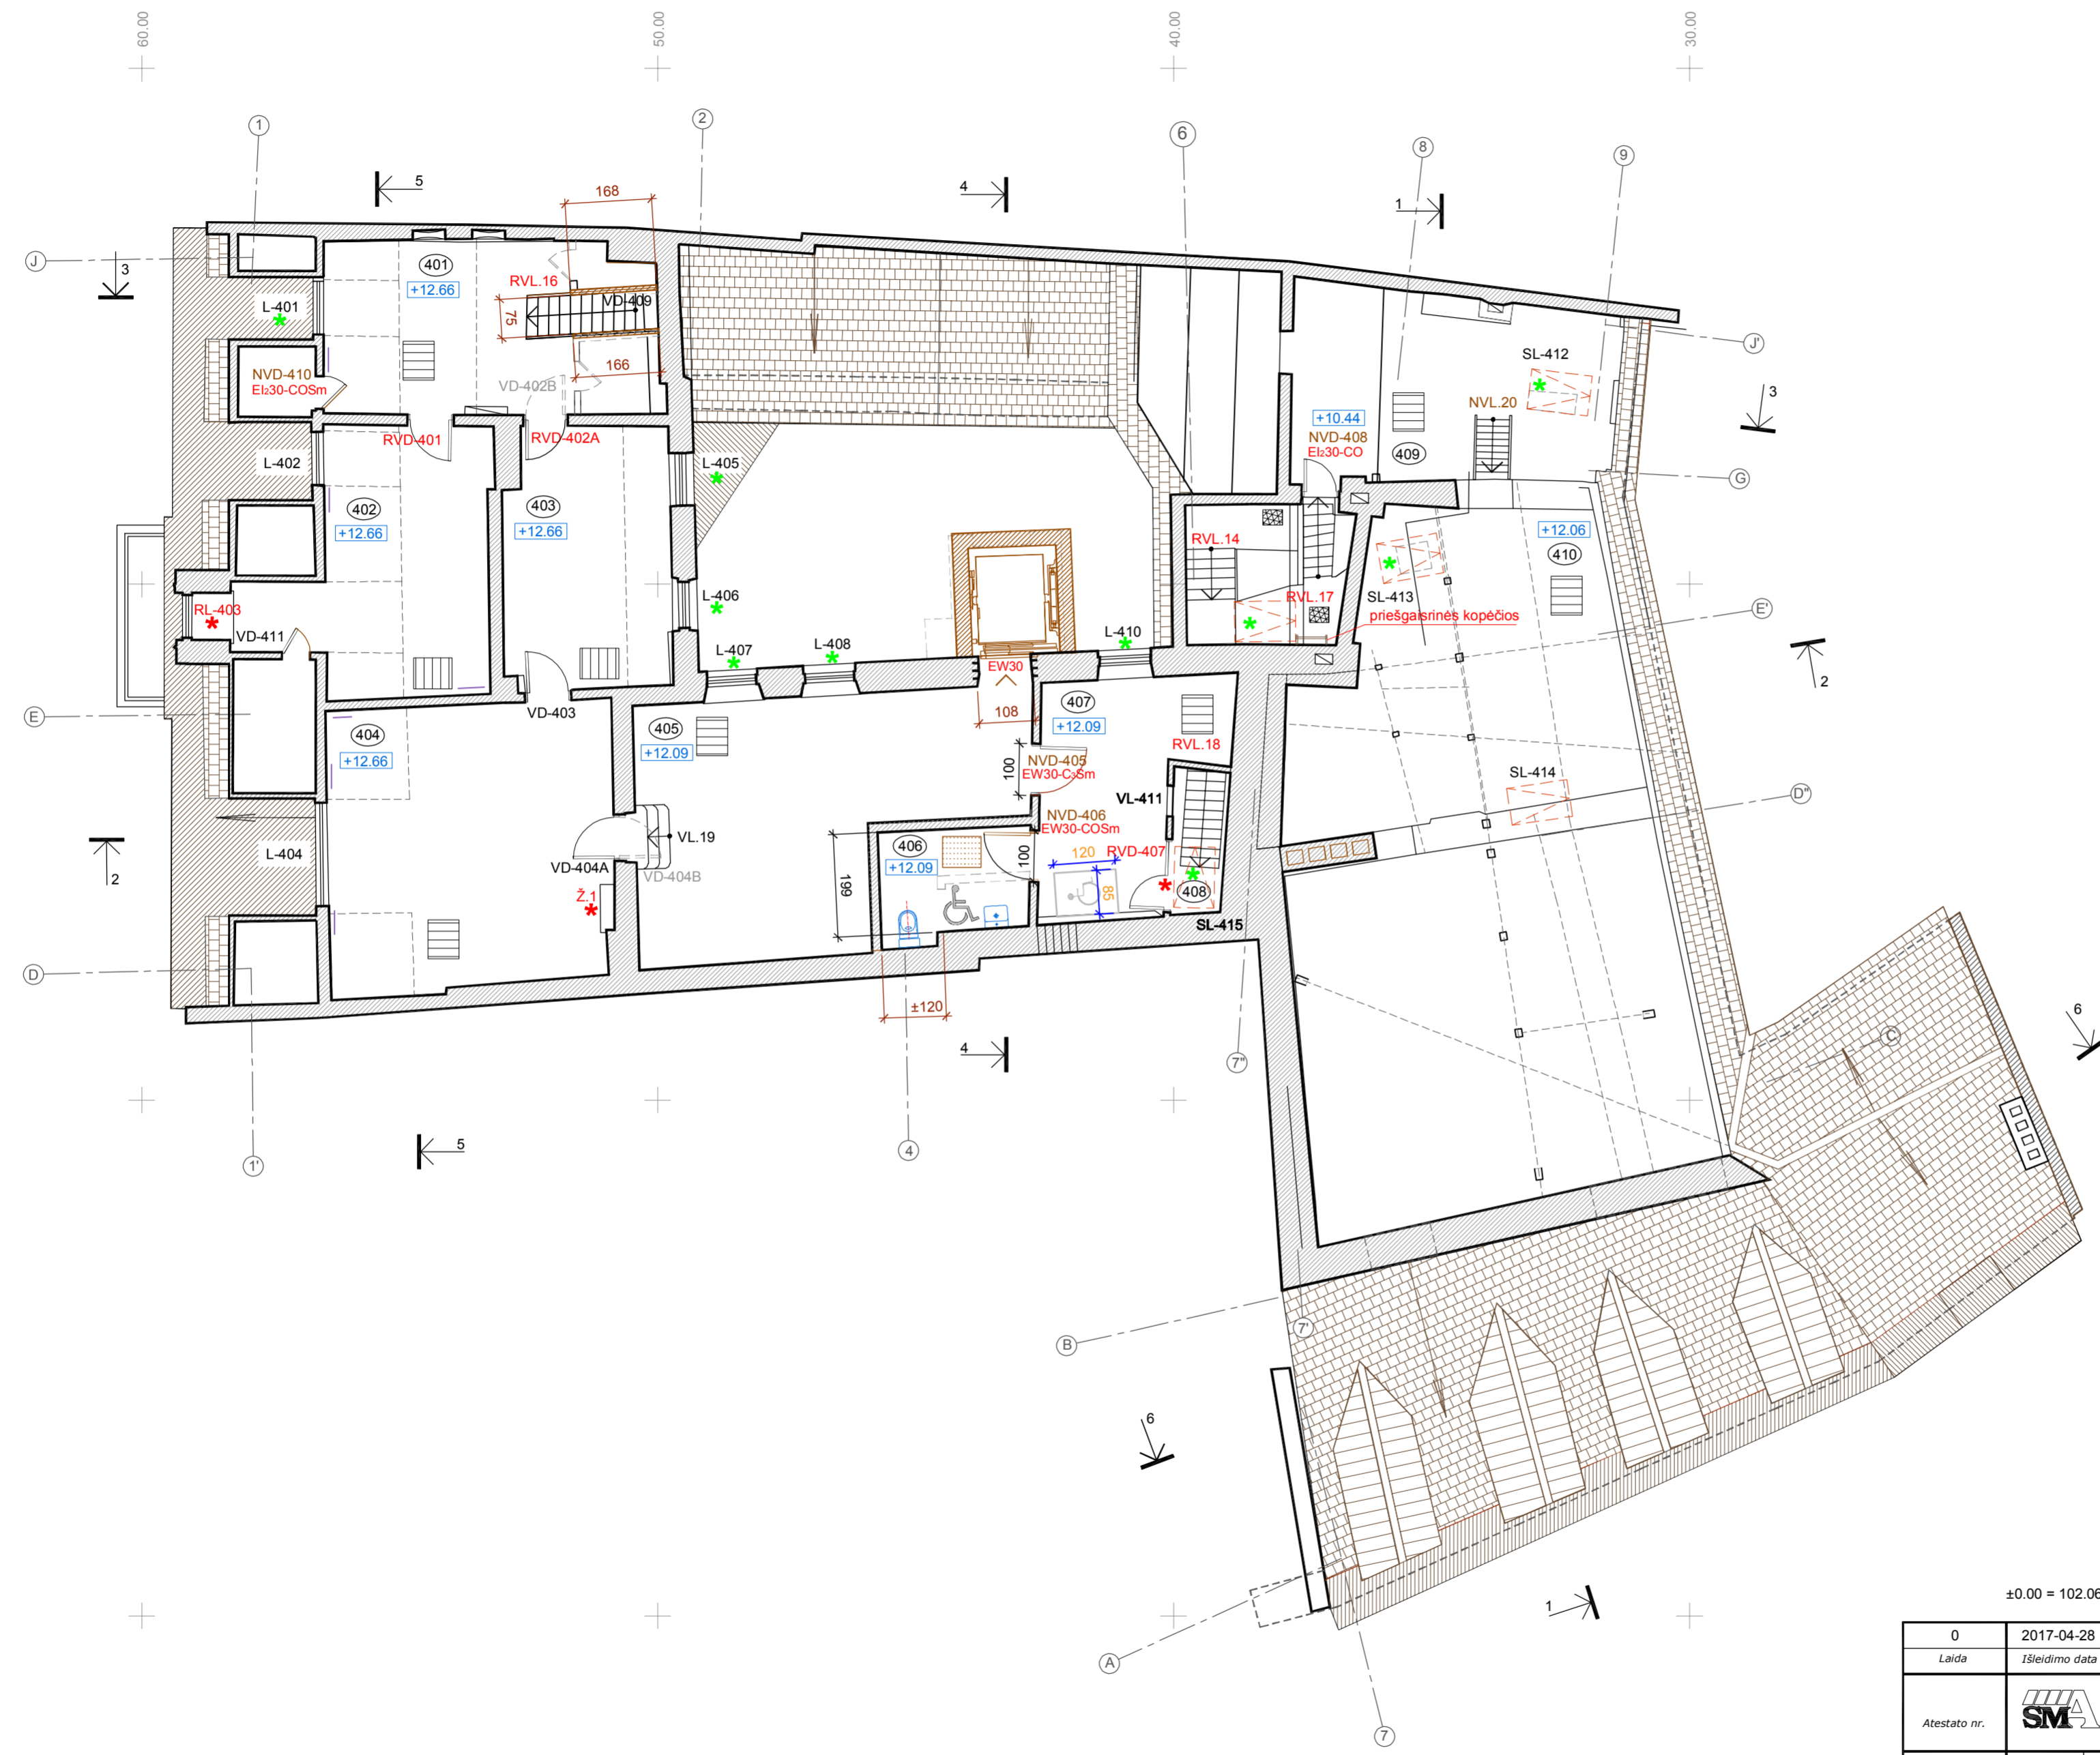 60.00
50.00
40.00
30.00
1
2
6
8
9
5
4
1
168
J
3
401
+12.66
RVL.16
VD-409
L-401
75
166
NVD-410
EI₂30-COSm
VD-402B
RVD-401
RVD-402A
J'
SL-412
3
NVL.20
+10.44
NVD-408
EI₂30-CO
409
G
L-402
L-405
402
+12.66
403
+12.66
+12.06
410
RVL.14
RVL.17
SL-413
priešgaisrinės kopėčios
E'
RL-403
VD-411
L-406
L-407
L-408
L-410
EW30
2
E
VD-403
108
404
+12.66
405
+12.09
407
+12.09
RVL.18
100
NVD-405
EW30-C₃Sm
SL-414
D"
VL-411
NVD-406
EW30-COSm
VL.19
L-404
2
406
+12.09
100
120
RVD-407
VD-404A
VD-404B
199
85
408
Ž.1
SL-415
D
±120
4
7"
6
C
5
1'
4
B
7'
6
A
1
7
±0.00 = 102.06
0
2017-04-28
Laida
Išleidimo data
Atestato nr.
SMA